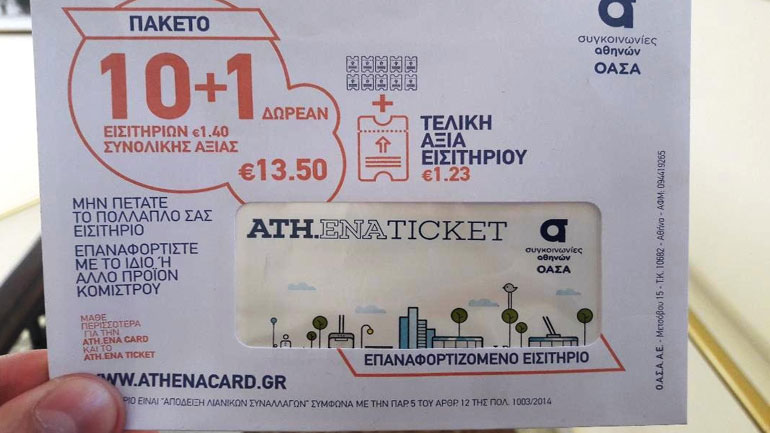 ΠΑΚΕΤΟ
10+1 ΔΩΡΕΑΝ
ΕΙΣΙΤΗΡΙΩΝ €1.40
ΣΥΝΟΛΙΚΗΣ ΑΞΙΑΣ
€13.50
+
ΤΕΛΙΚΗ
ΑΞΙΑ
ΕΙΣΙΤΗΡΙΟΥ
€1.23
συγκοινωνίες
αθηνών
ΟΑΣΑ
ΜΗΝ ΠΕΤΑΤΕ
ΤΟ ΠΟΛΛΑΠΛΟ ΣΑΣ
ΕΙΣΙΤΗΡΙΟ
ΕΠΑΝΑΦΟΡΤΙΣΤΕ
ΜΕ ΤΟ ΙΔΙΟ Ή
ΑΛΛΟ ΠΡΟΪΟΝ
ΚΟΜΙΣΤΡΟΥ
ΜΑΘΕ
ΠΕΡΙΣΣΟΤΕΡΑ
ΓΙΑ ΤΗΝ
ATH.ENA CARD
ΚΑΙ ΤΟ
ATH.ENA TICKET
ATH.ENATICKET
συγκοινωνίες
αθηνών
ΟΑΣΑ
ΕΠΑΝΑΦΟΡΤΙΖΟΜΕΝΟ ΕΙΣΙΤΗΡΙΟ
WWW.ATHENACARD.GR
ΡΙΟ ΕΙΝΑΙ "ΑΠΟΔΕΙΞΗ ΛΙΑΝΙΚΩΝ ΣΥΝΑΛΛΑΓΩΝ" ΣΥΜΦΩΝΑ ΜΕ ΤΗΝ ΠΑΡ. 5 ΤΟΥ ΑΡΘΡ. 12 ΤΗΣ ΠΟΛ. 1003/2014
Ο.Α.Σ.Α. Α.Ε. - Μετσόβου 15 - Τ.Κ. 10682 - Αθήνα - ΑΦΜ: 094419265